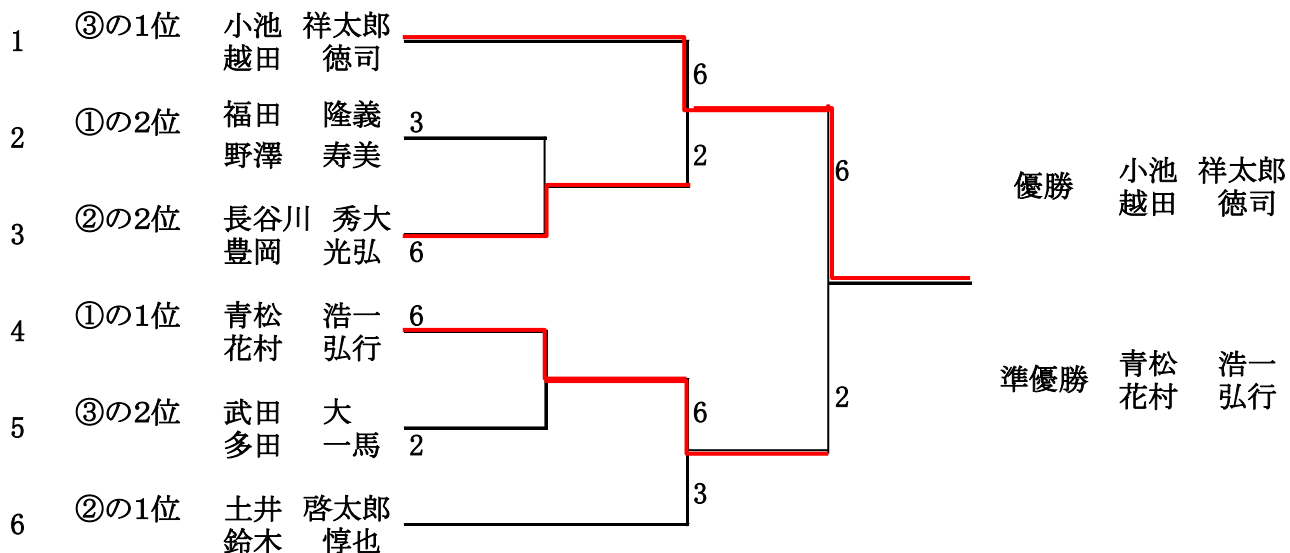 1 ③の1位 小池 祥太郎
越田 徳司
6
2 ①の2位 福田 隆義 3
野澤 寿美
2
3 ②の2位 長谷川 秀大
豊岡 光弘 6
4 ①の1位 青松 浩一 6
花村 弘行
5 ③の2位 武田 大
多田 一馬 2
6
3
6 ②の1位 土井 啓太郎
鈴木 惇也
6
2
優勝 小池 祥太郎
越田 徳司
準優勝 青松 浩一
花村 弘行